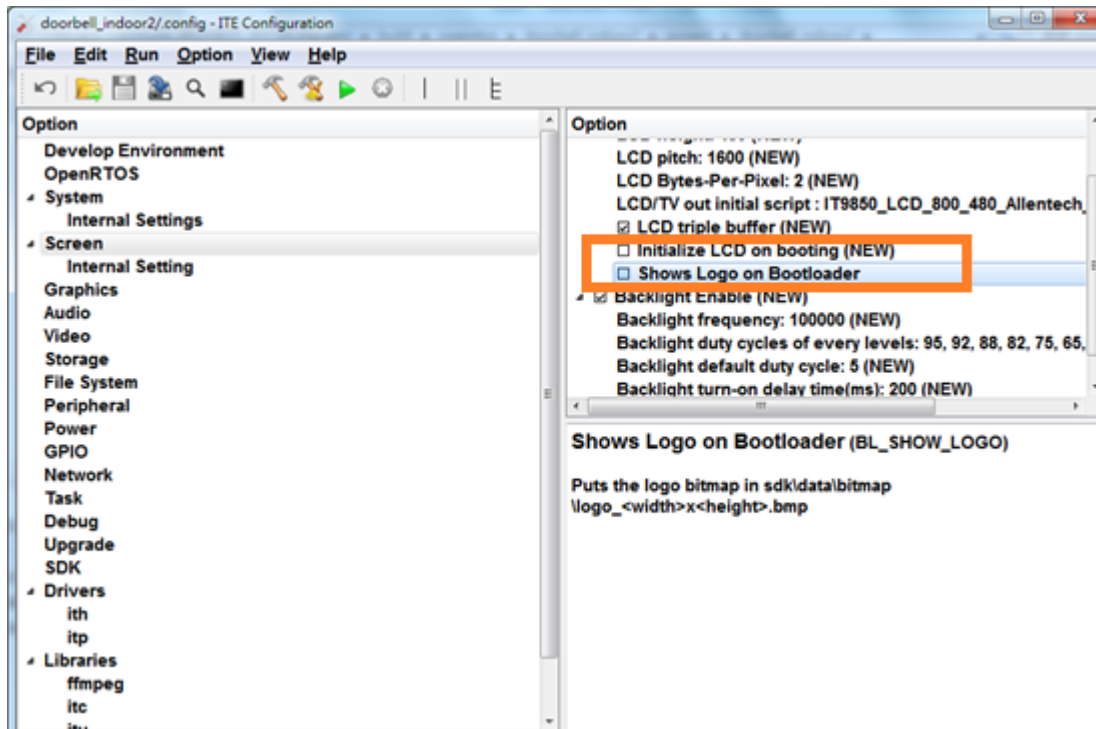 doorbell_indoor2/.config - ITE Configuration
File Edit Run Option View Help
Option
Develop Environment
OpenRTOS
System
Internal Settings
Screen
Internal Setting
Graphics
Audio
Video
Storage
File System
Peripheral
Power
GPIO
Network
Task
Debug
Upgrade
SDK
Drivers
ith
itp
Libraries
ffmpeg
itc
Option
LCD pitch: 1600 (NEW)
LCD Bytes-Per-Pixel: 2 (NEW)
LCD/TV out initial script : IT9850_LCD_800_480_Allentech_
LCD triple buffer (NEW)
Initialize LCD on booting (NEW)
Shows Logo on Bootloader
Backlight Enable (NEW)
Backlight frequency: 100000 (NEW)
Backlight duty cycles of every levels: 95, 92, 88, 82, 75, 65,
Backlight default duty cycle: 5 (NEW)
Backlight turn-on delay time(ms): 200 (NEW)
Shows Logo on Bootloader (BL_SHOW_LOGO)
Puts the logo bitmap in sdk\data\bitmap
\logo_<width>x<height>.bmp